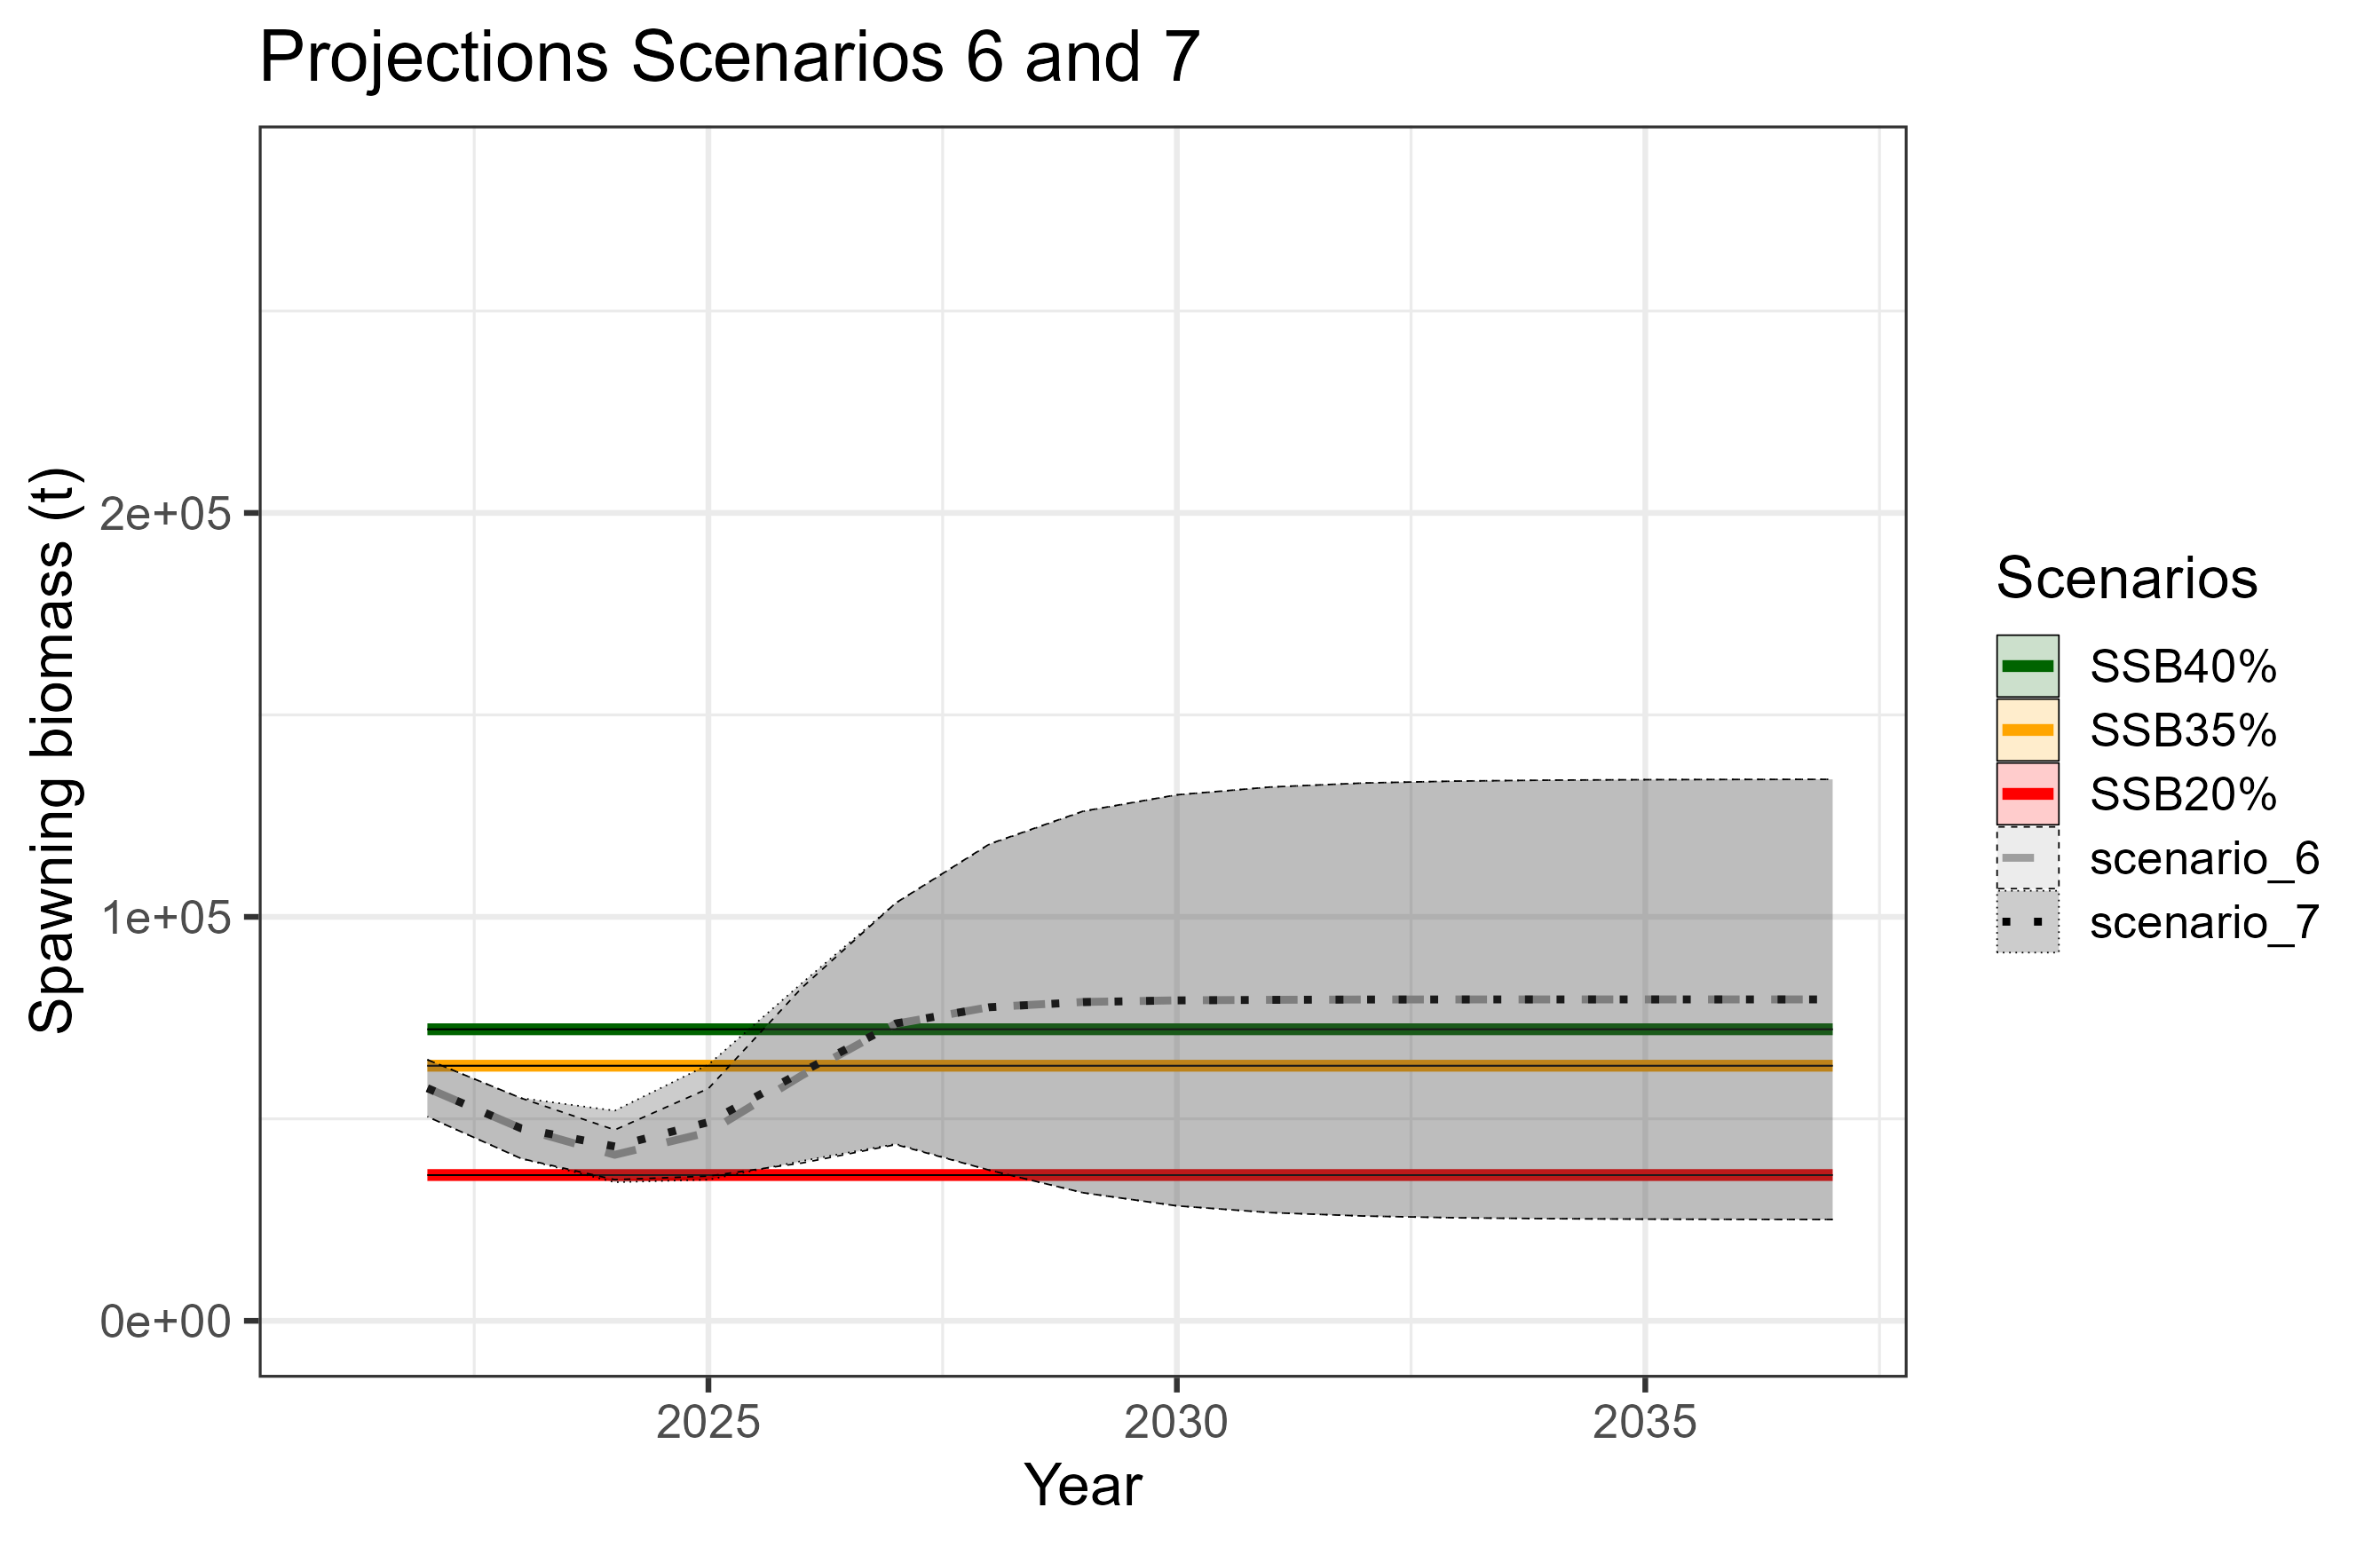 Projections Scenarios 6 and 7
Spawning biomass (t)
2e+05
1e+05
0e+00
2025
2030
2035
Year
Scenarios
SSB40%
SSB35%
SSB20%
scenario_6
scenario_7